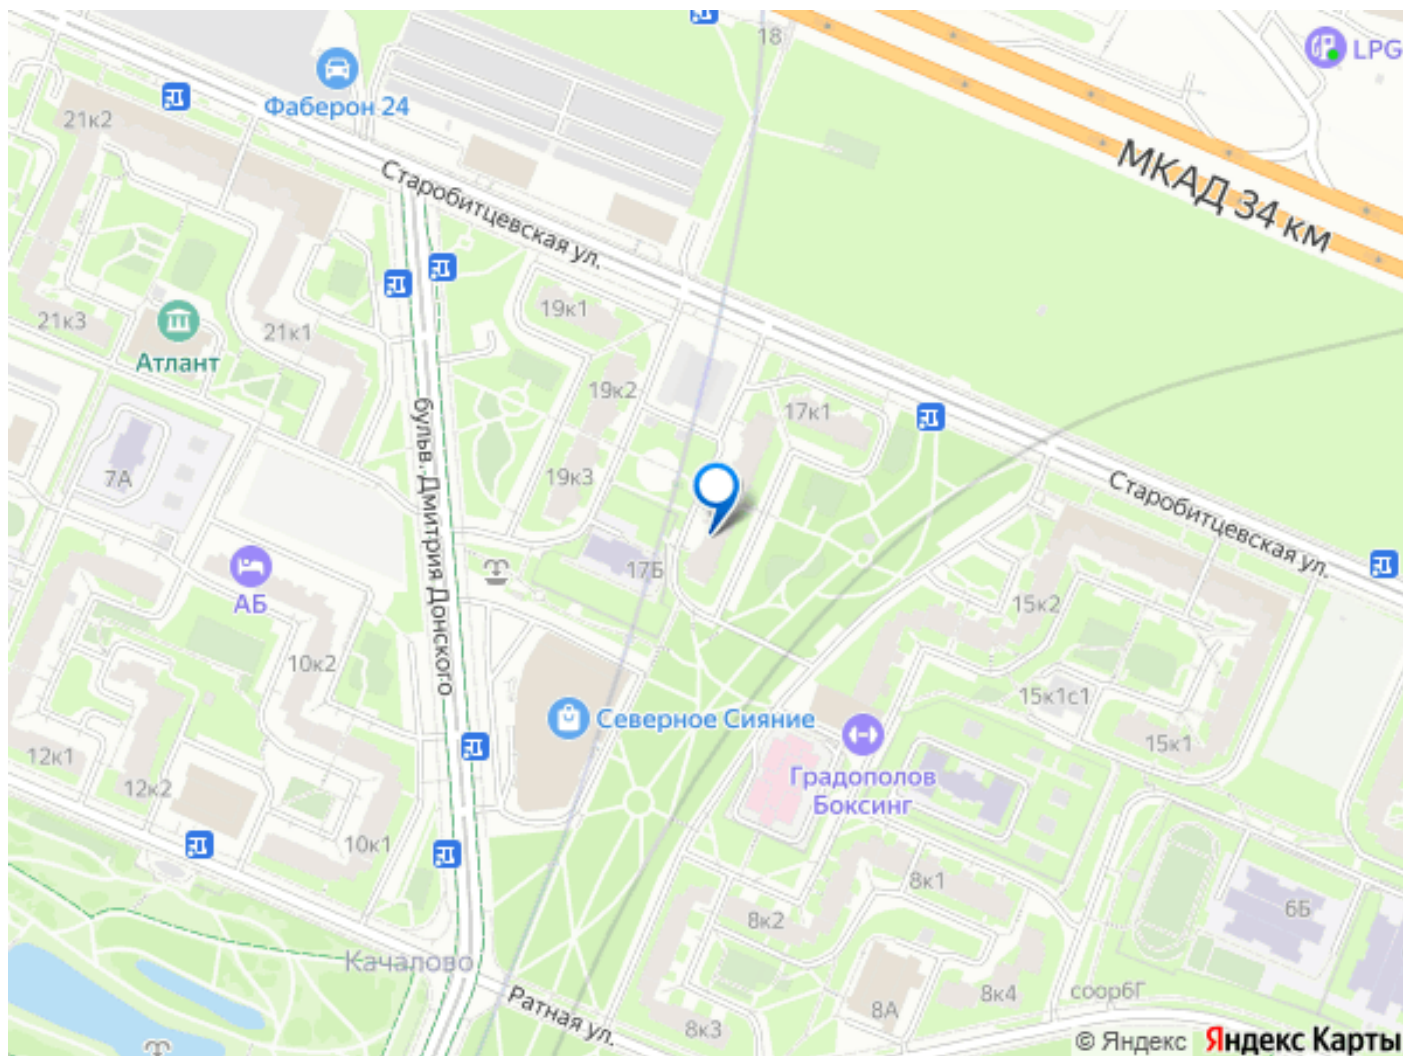 18
LPG
Фаберон 24
21к2
МКАД 34 км
Старобитцевская ул.
19к1
21к3
21к1
Атлант
19к2
17к1
бульв. Дмитрия Донского
7А
19к3
Старобитцевская ул.
17Б
АБ
15к2
10к2
15к1с1
Северное Сияние
12к1
15к1
12к2
Градополов
Боксинг
10к1
8к1
6Б
8к2
Качалово
Ратная ул.
8А
8к4
соор6Г
8к3
© Яндекс Яндекс Карты